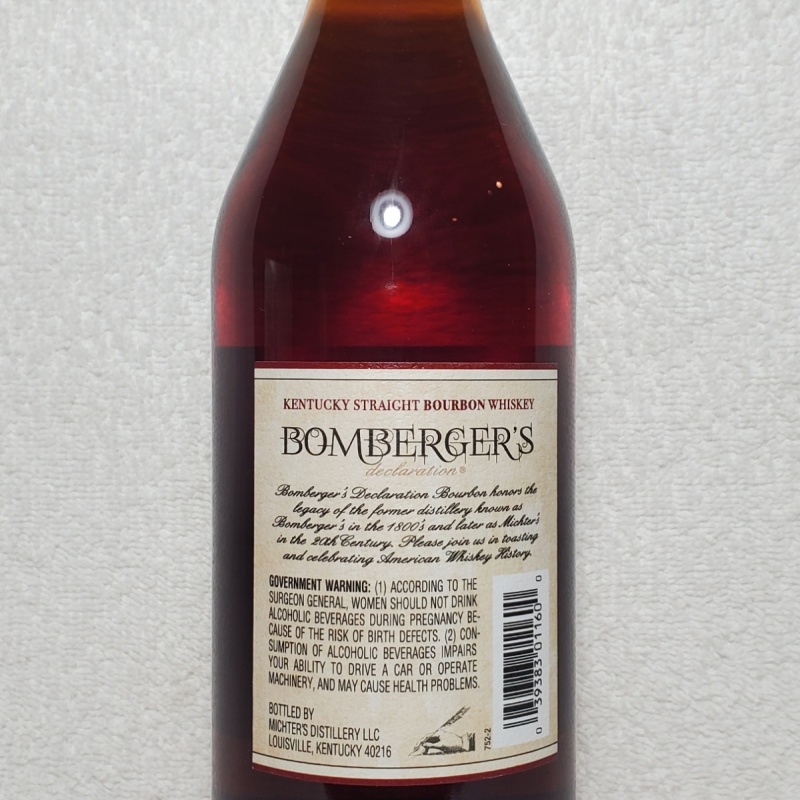 KENTUCKY STRAIGHT BOURBON WHISKEY
BOMBERGER'S
declaration®
Bomberger's Declaration Bourbon honors the
legacy of the former distillery known as
Bomberger's in the 1800's and later as Michter's
in the 20th Century. Please join us in toasting
and celebrating American Whiskey History.
GOVERNMENT WARNING: (1) ACCORDING TO THE
SURGEON GENERAL, WOMEN SHOULD NOT DRINK
ALCOHOLIC BEVERAGES DURING PREGNANCY BE-
CAUSE OF THE RISK OF BIRTH DEFECTS. (2) CON-
SUMPTION OF ALCOHOLIC BEVERAGES IMPAIRS
YOUR ABILITY TO DRIVE A CAR OR OPERATE
MACHINERY, AND MAY CAUSE HEALTH PROBLEMS.
BOTTLED BY
MICHTER'S DISTILLERY LLC
LOUISVILLE, KENTUCKY 40216
752-2
0 39383 01160 0